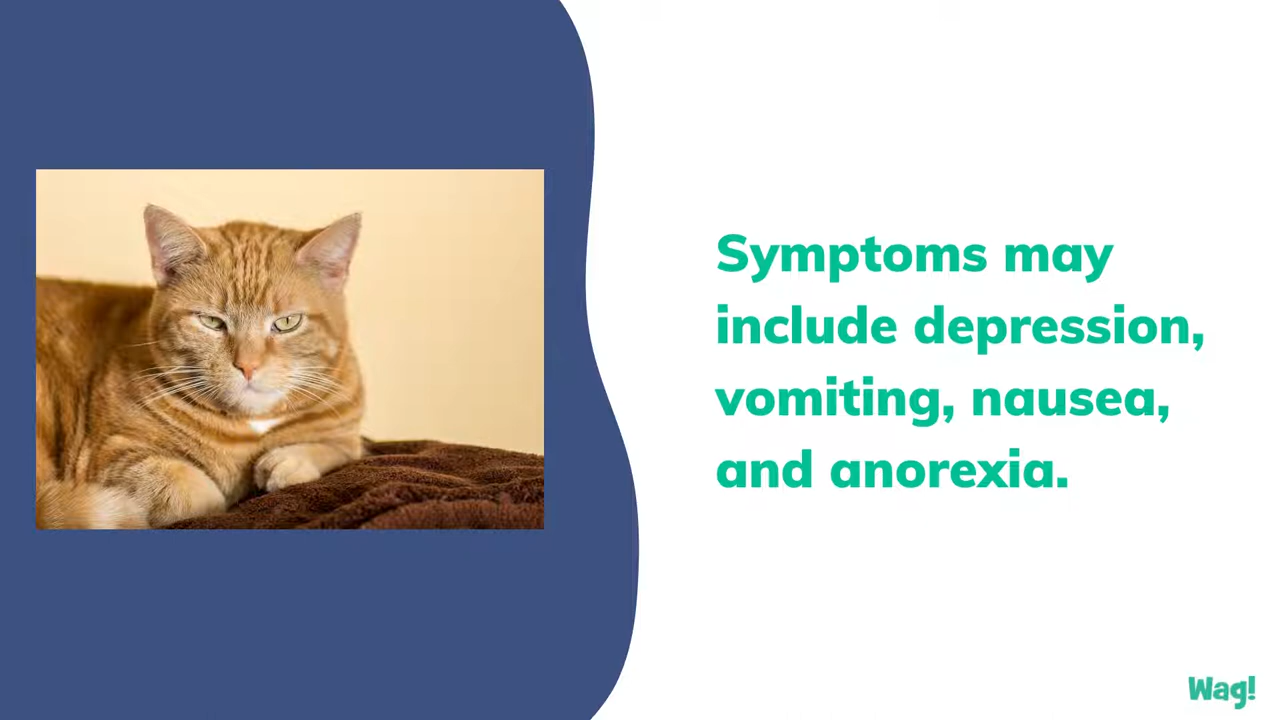 Symptoms may
include depression,
vomiting, nausea,
and anorexia.
Wag!